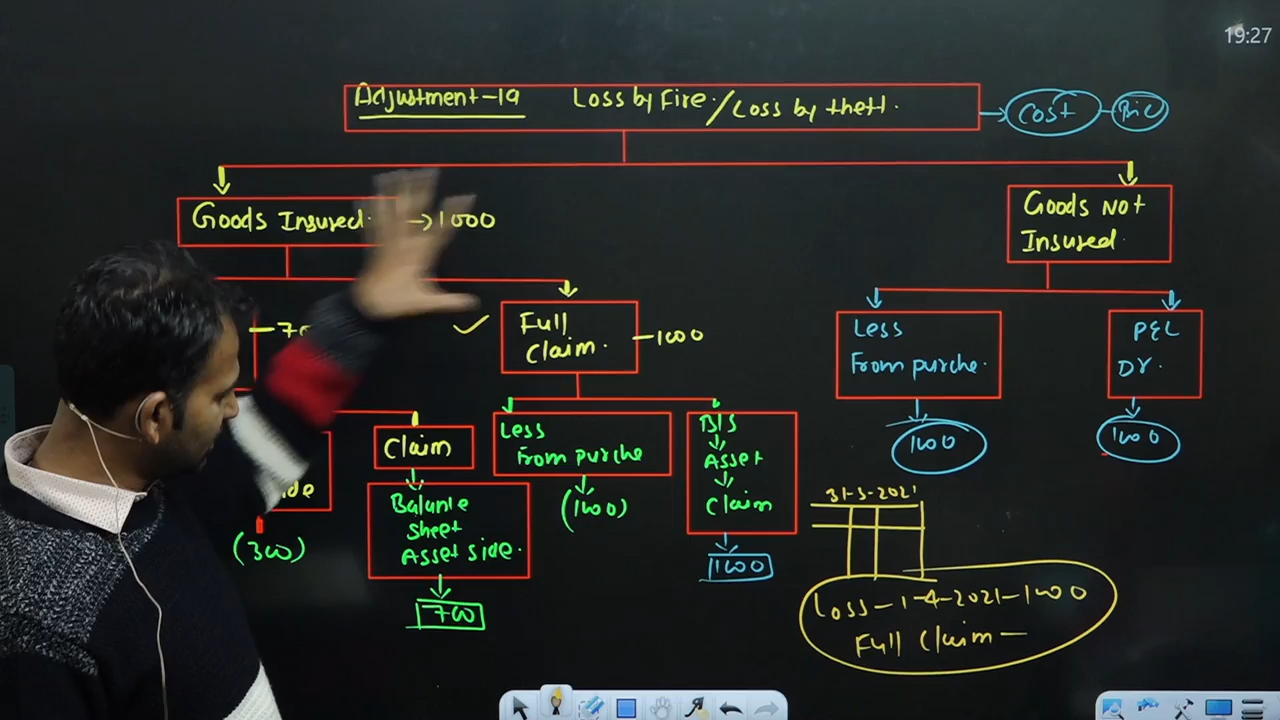 19:27
Adjustment-19 Loss by Fire. / Loss by theft.
Cost
Goods Insured. → 1000
Goods Not
Insured.
Full
Claim. — 1000
Less
From purche.
P&L
Dr.
1000
1000
Claim
Less
From purche
(1000)
B/S
Asset
Claim
1000
Balance
Sheet
Asset side.
700
(300)
31-3-2021
Loss - 1-4-2021 - 1000
Full Claim —